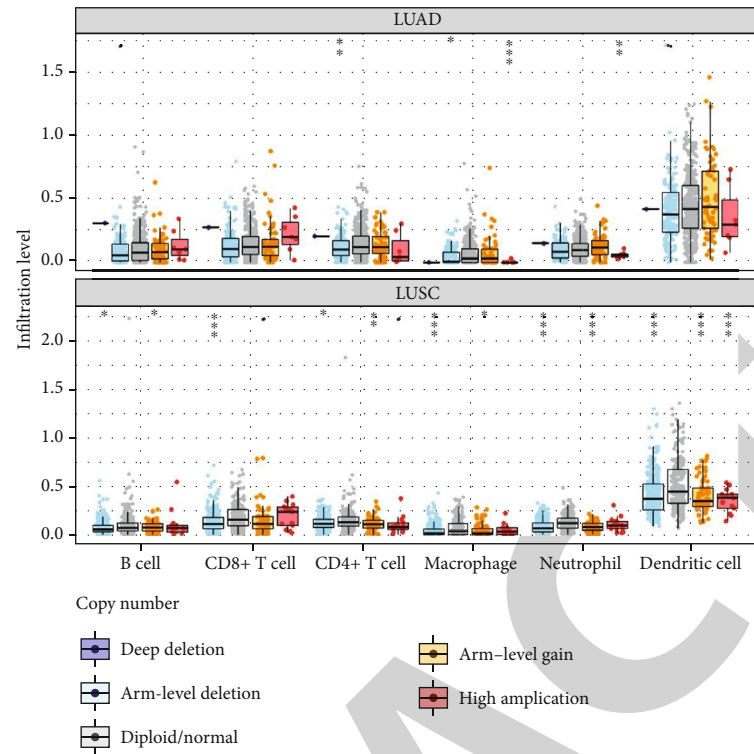 LUAD
Infiltration level
1.5
1.0
0.5
0.0
** * *** **
LUSC
2.0
1.5
1.0
0.5
0.0
* * *** * ** *** * *** *** *** *** ***
B cell CD8+ T cell CD4+ T cell Macrophage Neutrophil Dendritic cell
Copy number
Deep deletion
Arm-level deletion
Diploid/normal
Arm–level gain
High amplication